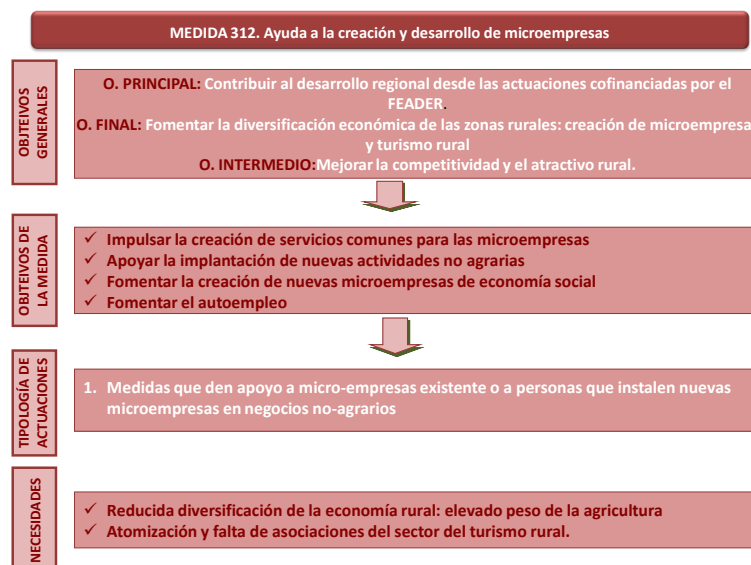 MEDIDA 312. Ayuda a la creación y desarrollo de microempresas
OBJTEIVOS
GENERALES
O. PRINCIPAL: Contribuir al desarrollo regional desde las actuaciones cofinanciadas por el
FEADER.
O. FINAL: Fomentar la diversificación económica de las zonas rurales: creación de microempresa
y turismo rural
O. INTERMEDIO:Mejorar la competitividad y el atractivo rural.
OBJTEIVOS DE
LA MEDIDA
✓ Impulsar la creación de servicios comunes para las microempresas
✓ Apoyar la implantación de nuevas actividades no agrarias
✓ Fomentar la creación de nuevas microempresas de economía social
✓ Fomentar el autoempleo
TIPOLOGÍA DE
ACTUACIONES
1. Medidas que den apoyo a micro-empresas existente o a personas que instalen nuevas
microempresas en negocios no-agrarios
NECESIDADES
✓ Reducida diversificación de la economía rural: elevado peso de la agricultura
✓ Atomización y falta de asociaciones del sector del turismo rural.